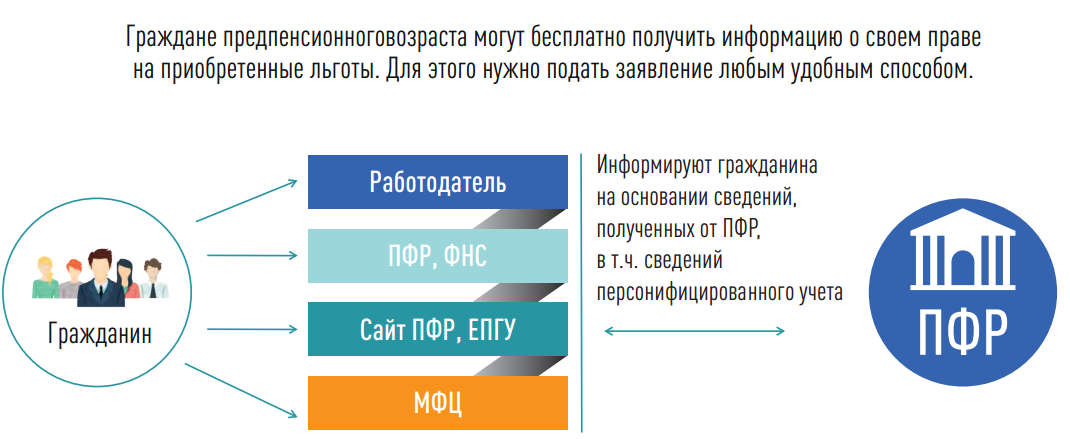 Граждане предпенсионноговозраста могут бесплатно получить информацию о своем праве
на приобретенные льготы. Для этого нужно подать заявление любым удобным способом.
Гражданин
Работодатель
ПФР, ФНС
Сайт ПФР, ЕПГУ
МФЦ
Информируют гражданина
на основании сведений,
полученных от ПФР,
в т.ч. сведений
персонифицированного учета
ПФР